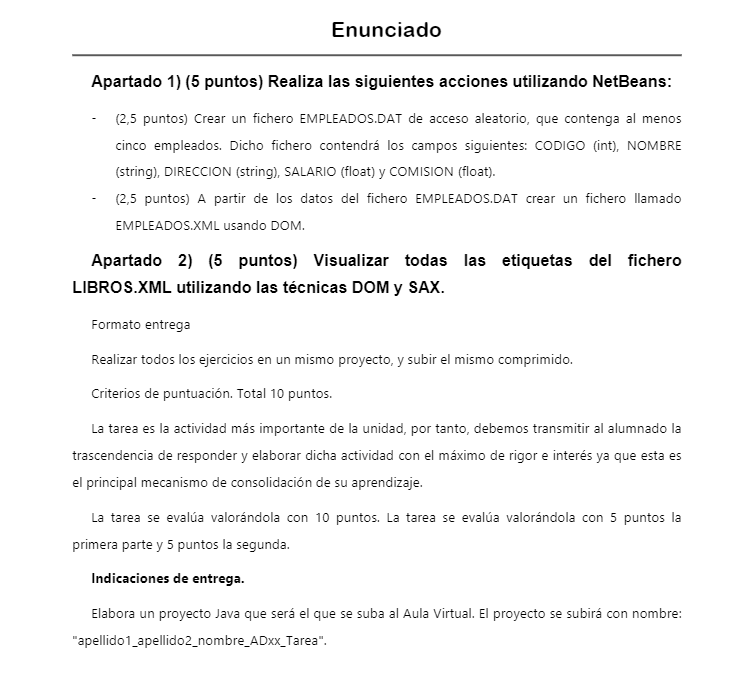 Enunciado
Apartado 1) (5 puntos) Realiza las siguientes acciones utilizando NetBeans:
- (2,5 puntos) Crear un fichero EMPLEADOS.DAT de acceso aleatorio, que contenga al menos
cinco empleados. Dicho fichero contendrá los campos siguientes: CODIGO (int), NOMBRE
(string), DIRECCION (string), SALARIO (float) y COMISION (float).
- (2,5 puntos) A partir de los datos del fichero EMPLEADOS.DAT crear un fichero llamado
EMPLEADOS.XML usando DOM.
Apartado 2) (5 puntos) Visualizar todas las etiquetas del fichero
LIBROS.XML utilizando las técnicas DOM y SAX.
Formato entrega
Realizar todos los ejercicios en un mismo proyecto, y subir el mismo comprimido.
Criterios de puntuación. Total 10 puntos.
La tarea es la actividad más importante de la unidad, por tanto, debemos transmitir al alumnado la
trascendencia de responder y elaborar dicha actividad con el máximo de rigor e interés ya que esta es
el principal mecanismo de consolidación de su aprendizaje.
La tarea se evalúa valorándola con 10 puntos. La tarea se evalúa valorándola con 5 puntos la
primera parte y 5 puntos la segunda.
Indicaciones de entrega.
Elabora un proyecto Java que será el que se suba al Aula Virtual. El proyecto se subirá con nombre:
"apellido1_apellido2_nombre_ADxx_Tarea".